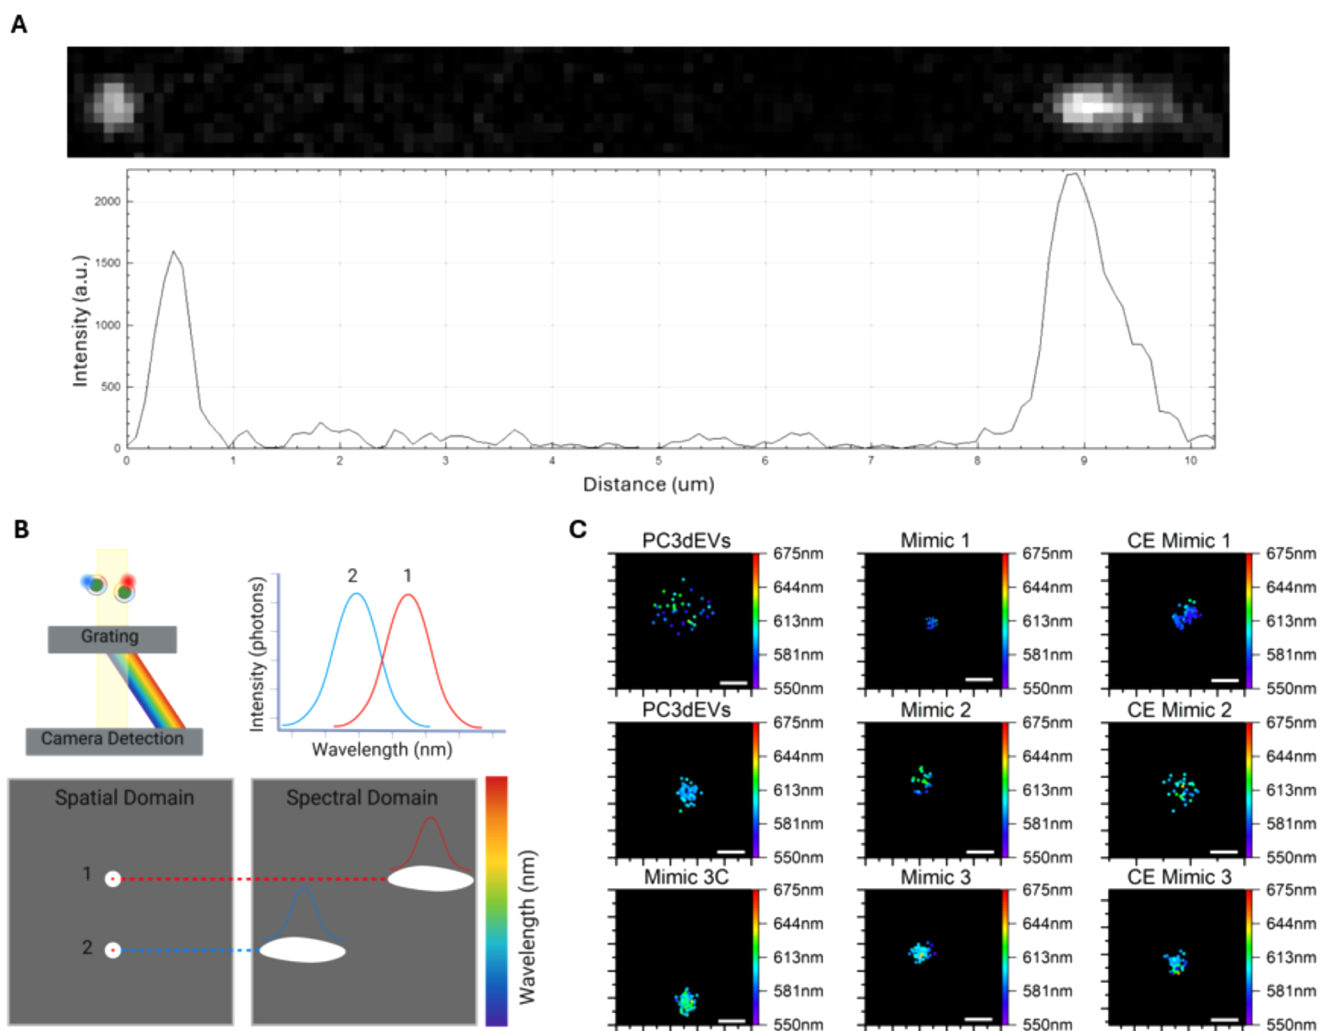 A
2000
1500
1000
500
0
Intensity (a.u.)
0 1 2 3 4 5 6 7 8 9 10
Distance (um)
B
Grating
Camera Detection
Intensity (photons)
2 1
Wavelength (nm)
Spatial Domain
Spectral Domain
1
2
Wavelength (nm)
C
PC3dEVs
675nm
644nm
613nm
581nm
550nm
Mimic 1
675nm
644nm
613nm
581nm
550nm
CE Mimic 1
675nm
644nm
613nm
581nm
550nm
PC3dEVs
675nm
644nm
613nm
581nm
550nm
Mimic 2
675nm
644nm
613nm
581nm
550nm
CE Mimic 2
675nm
644nm
613nm
581nm
550nm
Mimic 3C
675nm
644nm
613nm
581nm
550nm
Mimic 3
675nm
644nm
613nm
581nm
550nm
CE Mimic 3
675nm
644nm
613nm
581nm
550nm